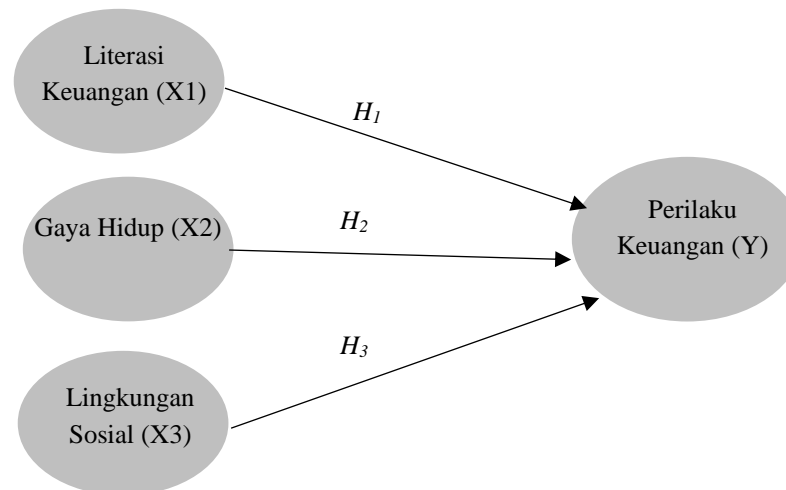 Literasi
Keuangan (X1)
H1
Gaya Hidup (X2)
H2
Perilaku
Keuangan (Y)
H3
Lingkungan
Sosial (X3)